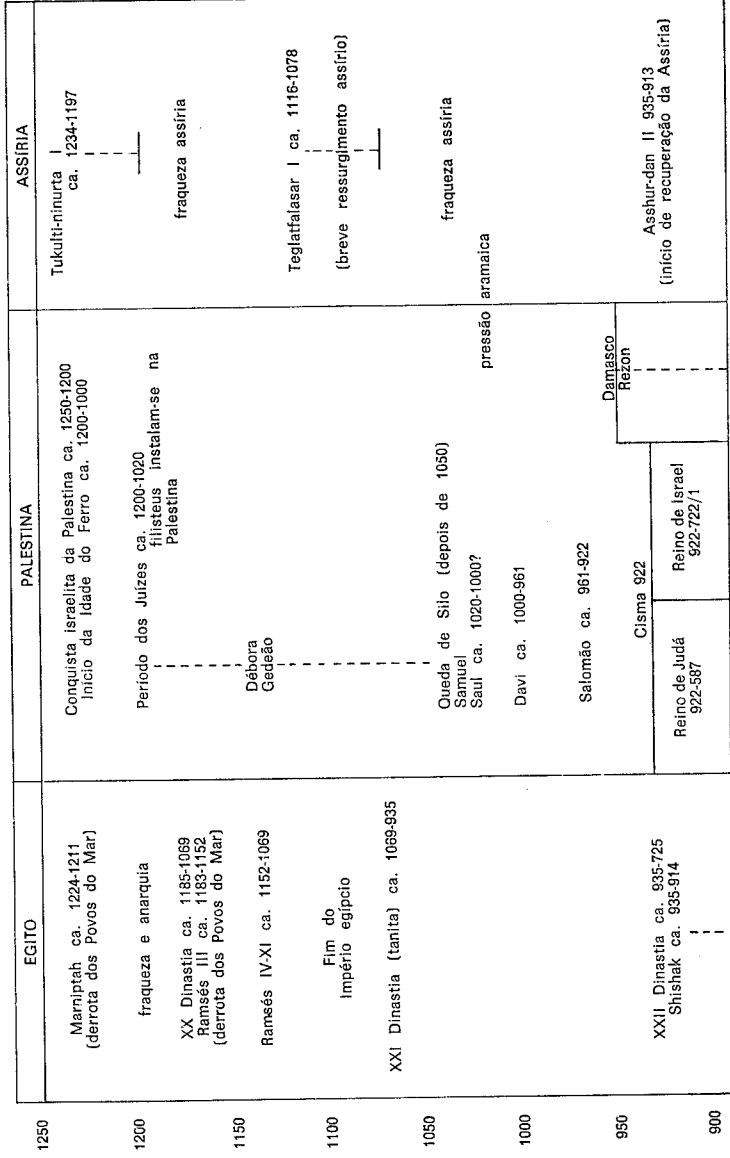 EGITO
PALESTINA
ASSÍRIA
1250
1200
1150
1100
1050
1000
950
900
Marniptah ca. 1224-1211
(derrota dos Povos do Mar)
fraqueza e anarquia
XX Dinastia ca. 1185-1069
Ramsés III ca. 1183-1152
(derrota dos Povos do Mar)
Ramsés IV-XI ca. 1152-1069
Fim do
Império egípcio
XXI Dinastia (tanita) ca. 1069-935
XXII Dinastia ca. 935-725
Shishak ca. 935-914
Conquista israelita da Palestina ca. 1250-1200
Início da Idade do Ferro ca. 1200-1000
Período dos Juízes ca. 1200-1020
filisteus instalam-se na
Palestina
Débora
Gedeão
Queda de Silo (depois de 1050)
Samuel
Saul ca. 1020-1000?
Davi ca. 1000-961
Salomão ca. 961-922
Cisma 922
Reino de Judá
922-587
Reino de Israel
922-722/1
Damasco
Rezon
pressão aramaica
Tukulti-ninurta I
ca. 1234-1197
fraqueza assíria
Teglatfalasar I ca. 1116-1078
(breve ressurgimento assírio)
fraqueza assíria
Asshur-dan II 935-913
(início de recuperação da Assíria)